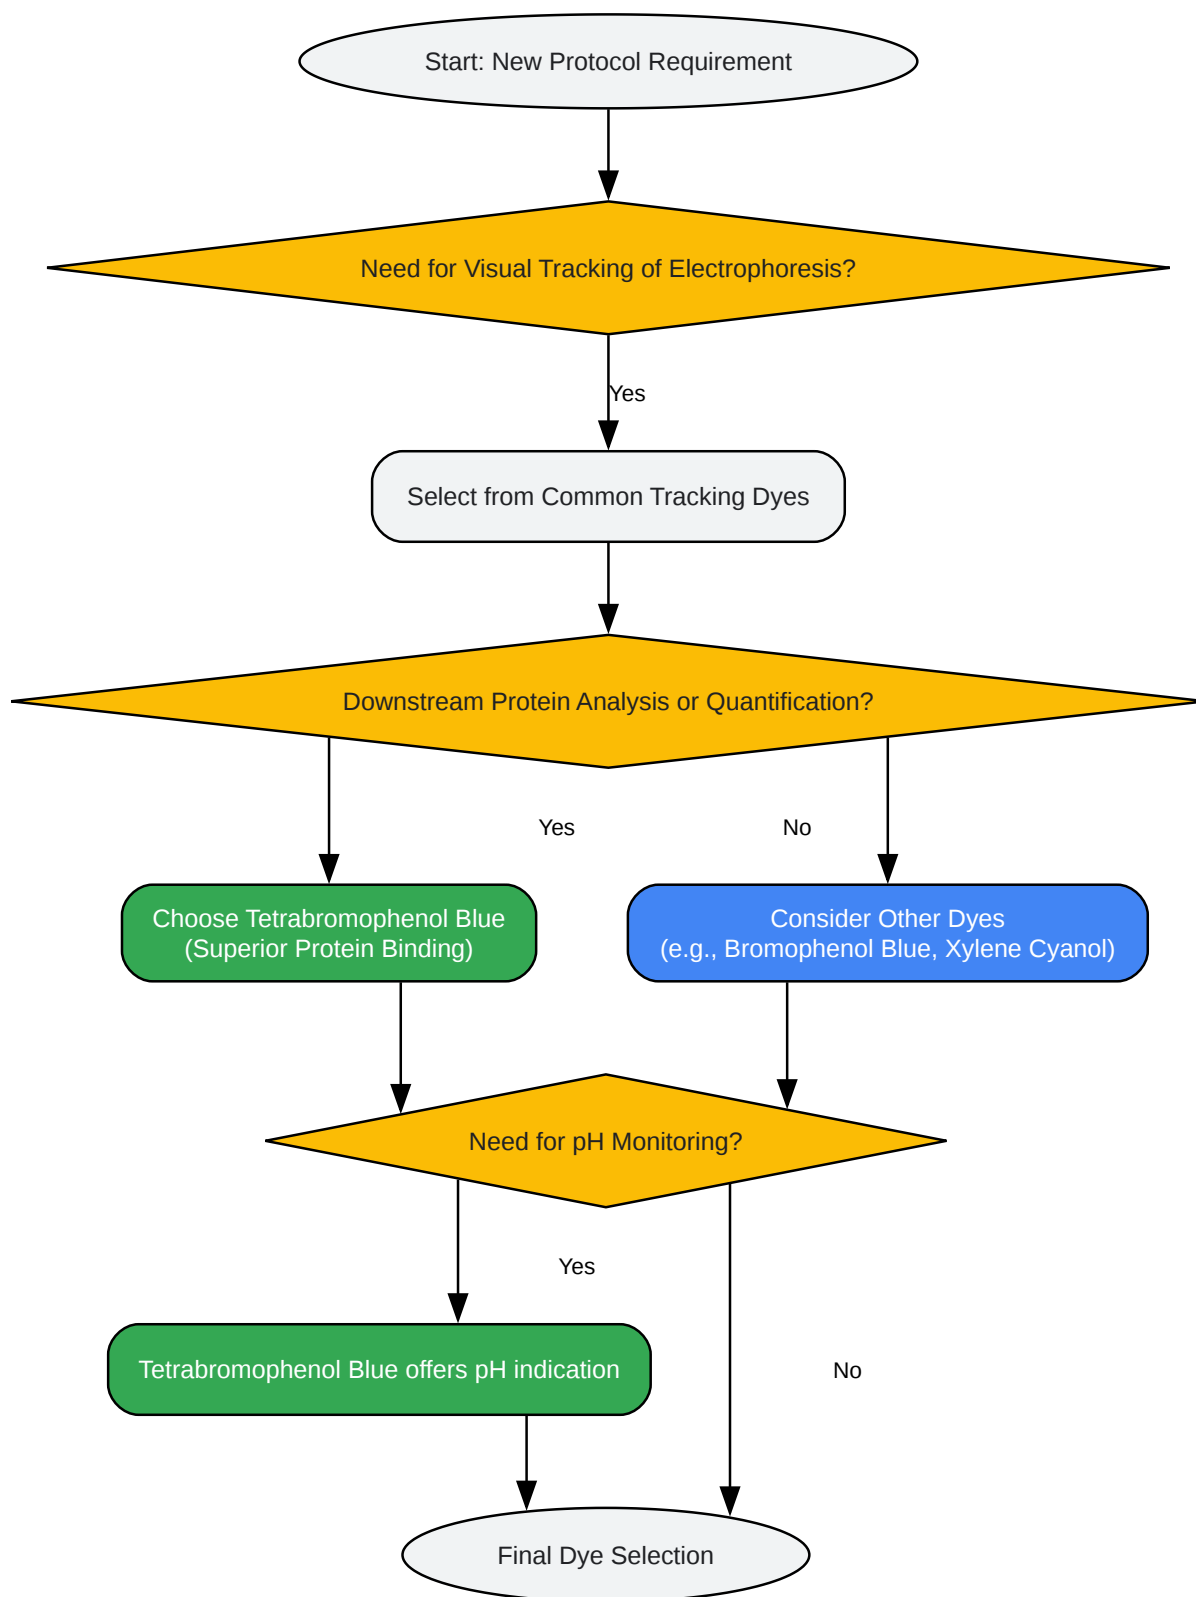 Start: New Protocol Requirement
Need for Visual Tracking of Electrophoresis?
Yes
Select from Common Tracking Dyes
Downstream Protein Analysis or Quantification?
Yes
No
Choose Tetrabromophenol Blue
(Superior Protein Binding)
Consider Other Dyes
(e.g., Bromophenol Blue, Xylene Cyanol)
Need for pH Monitoring?
Yes
Tetrabromophenol Blue offers pH indication
No
Final Dye Selection